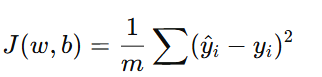 J(w, b) = \frac{1}{m} \sum (\hat{y}_i - y_i)^2